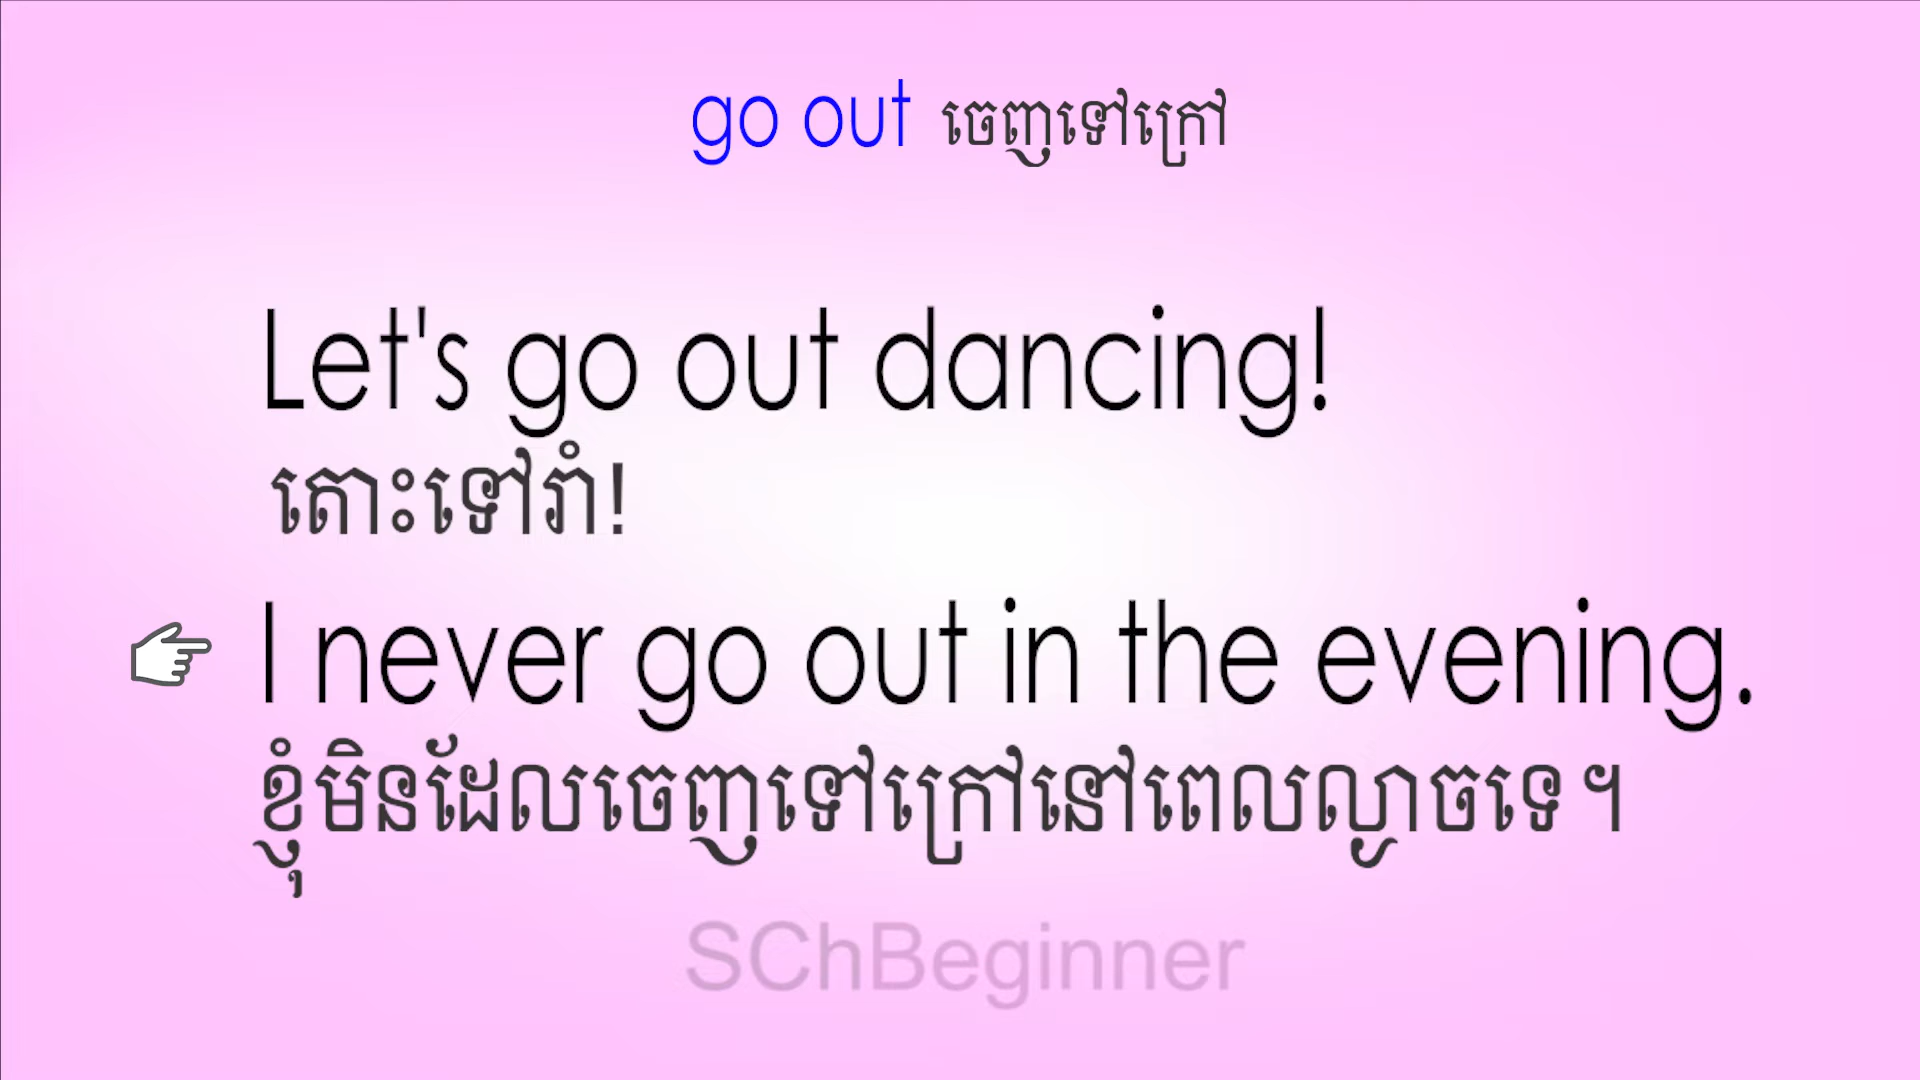 go out ចេញទៅក្រៅ
Let's go out dancing!
តោះទៅរាំ!
I never go out in the evening.
ខ្ញុំមិនដែលចេញទៅក្រៅនៅពេលល្ងាចទេ។
SChBeginner